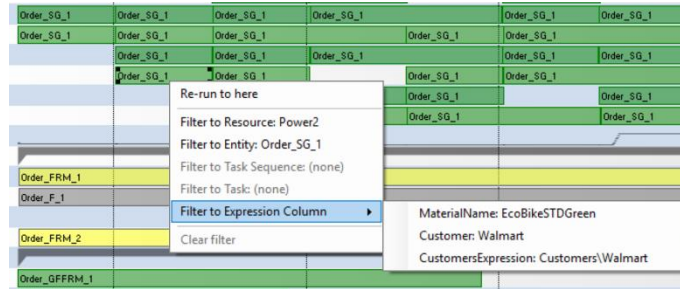 Order_SG_1 Order_SG_1 Order_SG_1 Order_SG_1 Order_SG_1 Order_SG_1
Order_SG_1 Order_SG_1 Order_SG_1 Order_SG_1 Order_SG_1
Order_SG_1 Order_SG_1 Order_SG_1 Order_SG_1 Order_SG_1
Order_SG_1 Order_SG_1 Order_SG_1 Order_SG_1
Order_SG_1 Order_SG_1
Order_SG_1 Order_SG_1
Re-run to here
Filter to Resource: Power2
Filter to Entity: Order_SG_1
Filter to Task Sequence: (none)
Filter to Task: (none)
Filter to Expression Column
Clear filter
MaterialName: EcoBikeSTDGreen
Customer: Walmart
CustomersExpression: Customers\Walmart
Order_FRM_1
Order_F_1
Order_FRM_2
Order_GFFRM_1